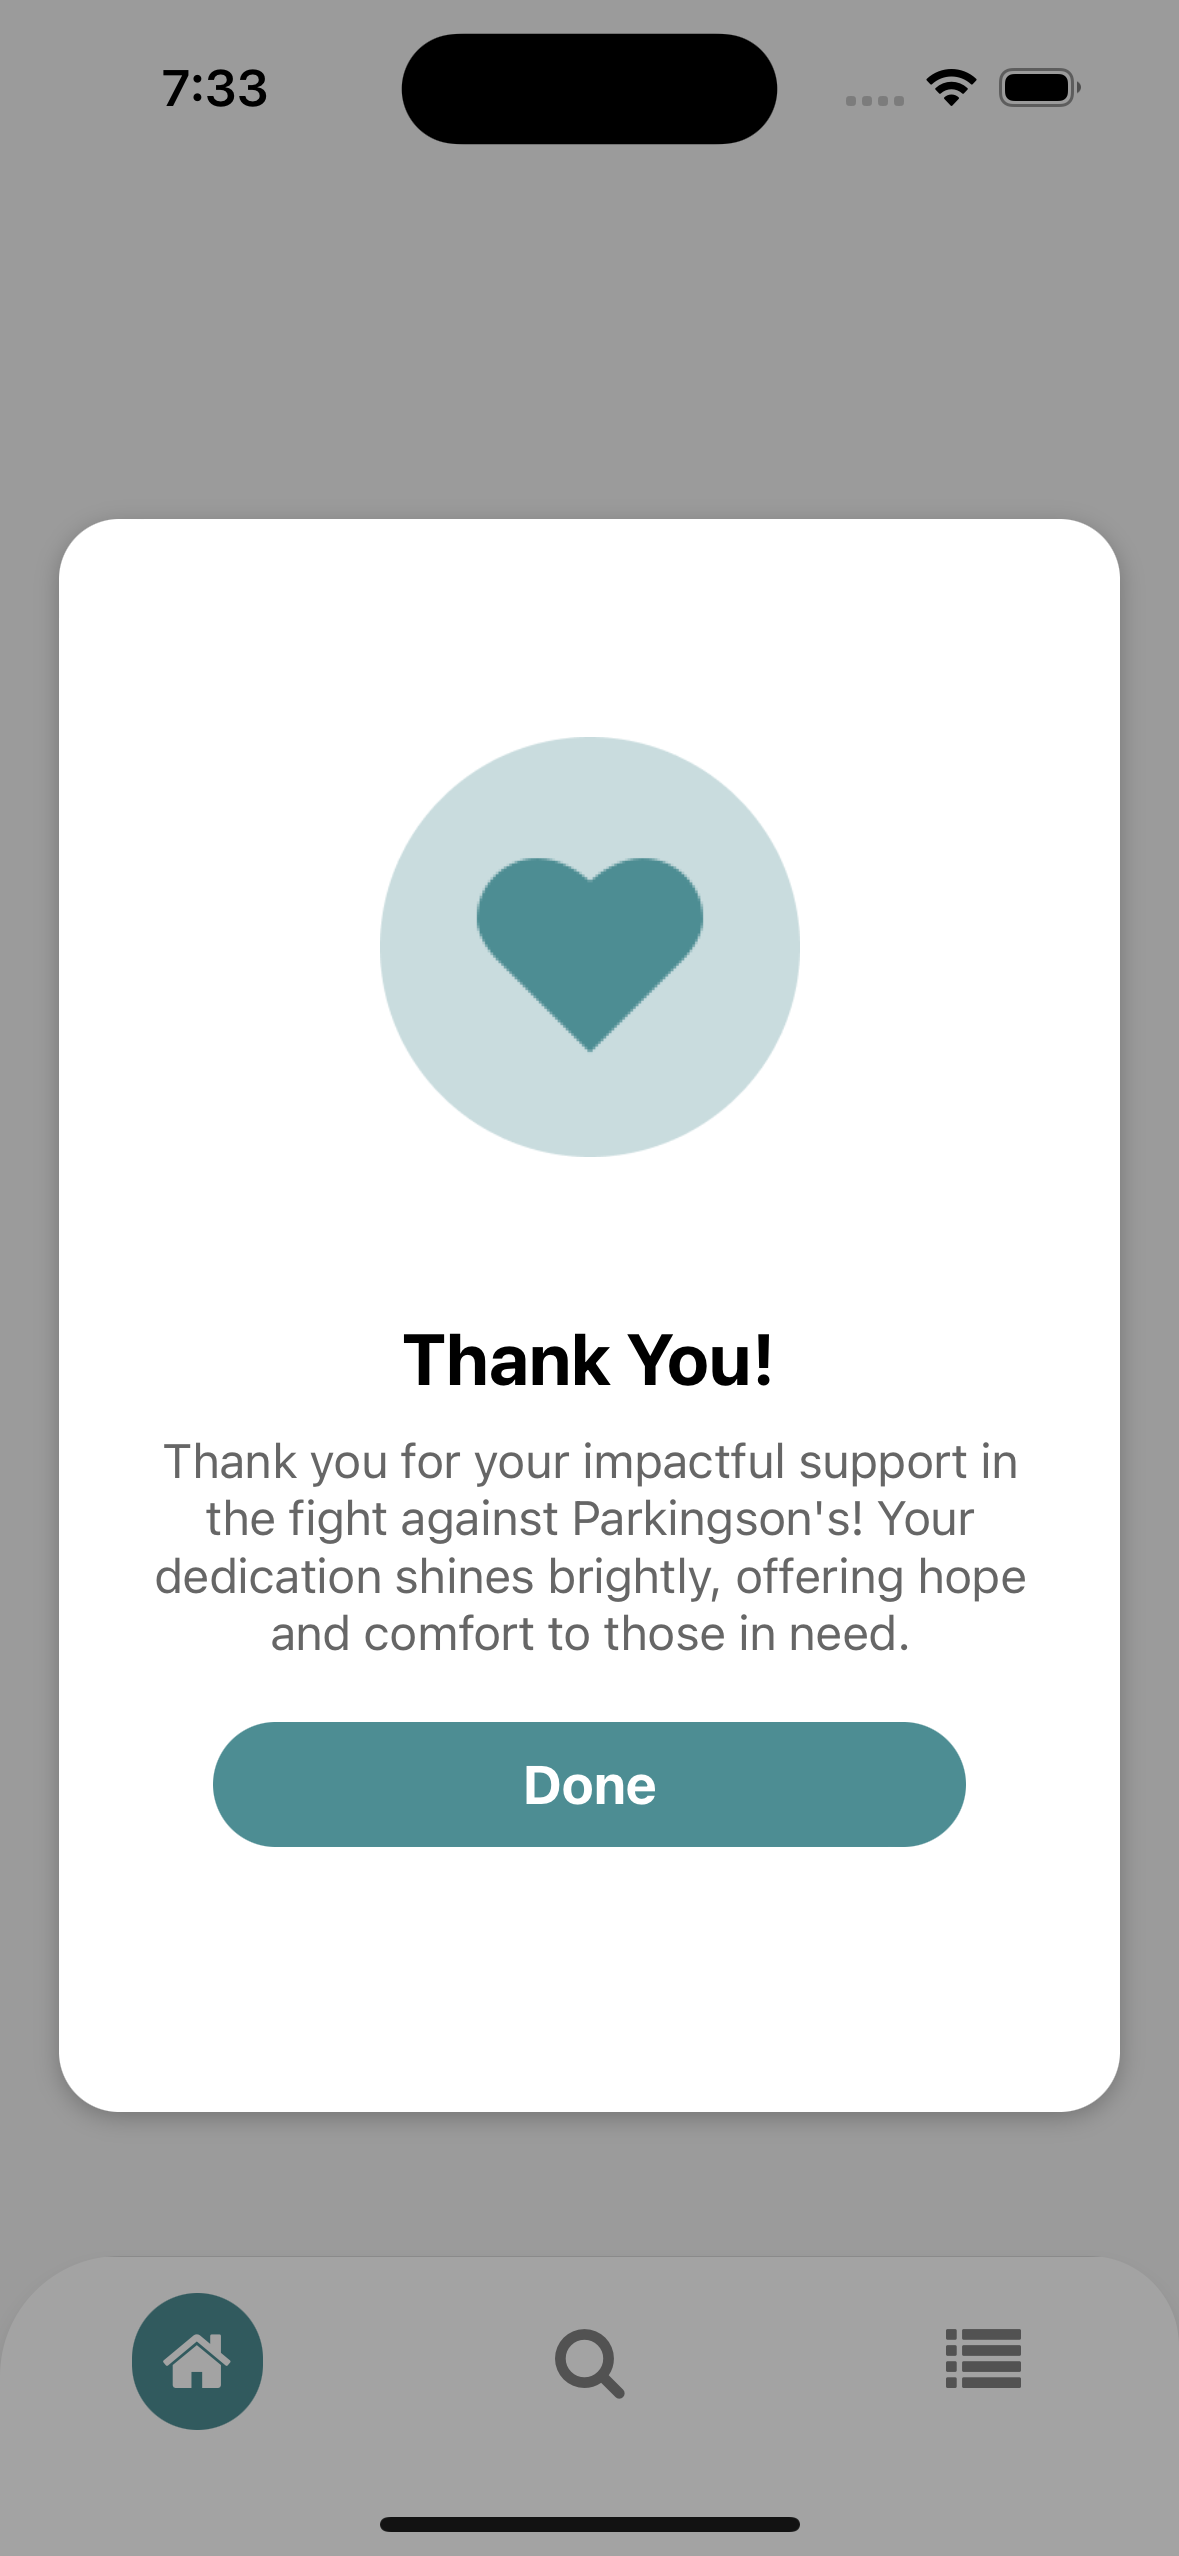 7:33
Thank You!
Thank you for your impactful support in
the fight against Parkingson's! Your
dedication shines brightly, offering hope
and comfort to those in need.
Done